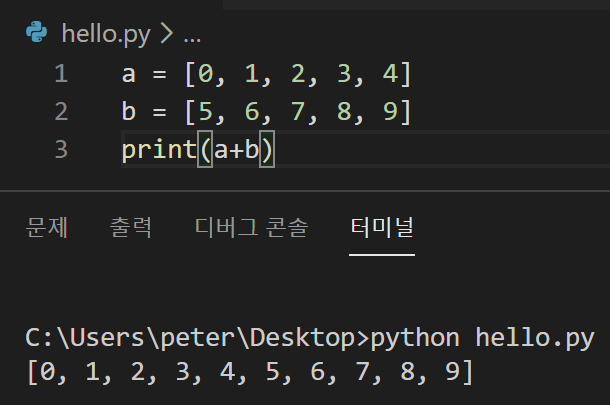 hello.py > ...
1 a = [0, 1, 2, 3, 4]
2 b = [5, 6, 7, 8, 9]
3 print(a+b)
문제 출력 디버그 콘솔 터미널
C:\Users\peter\Desktop>python hello.py
[0, 1, 2, 3, 4, 5, 6, 7, 8, 9]